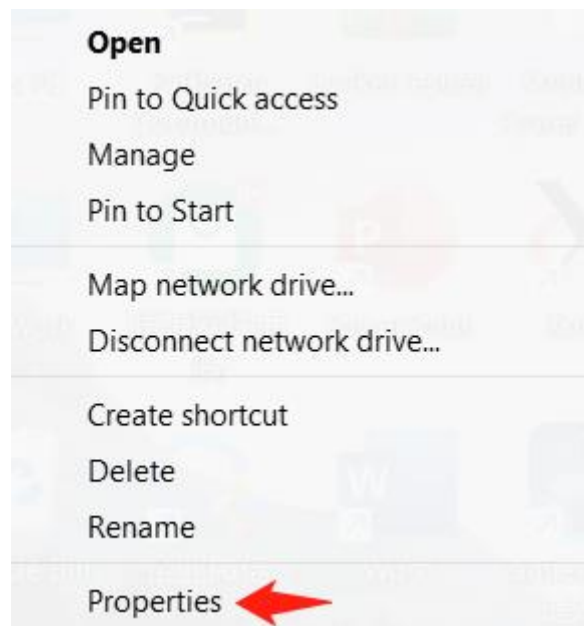 Open
Pin to Quick access
Manage
Pin to Start
Map network drive...
Disconnect network drive...
Create shortcut
Delete
Rename
Properties